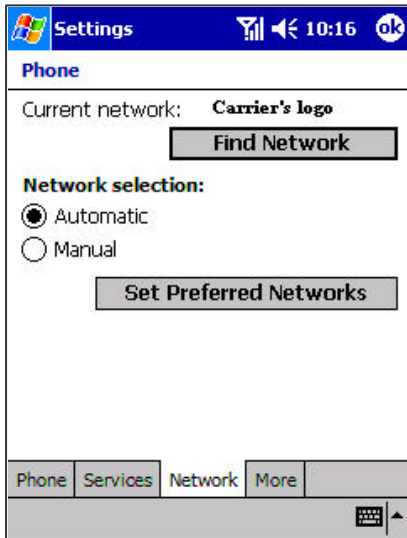 Settings 10:16 ok
Phone
Current network: Carrier's logo
Find Network
Network selection:
Automatic
Manual
Set Preferred Networks
Phone Services Network More